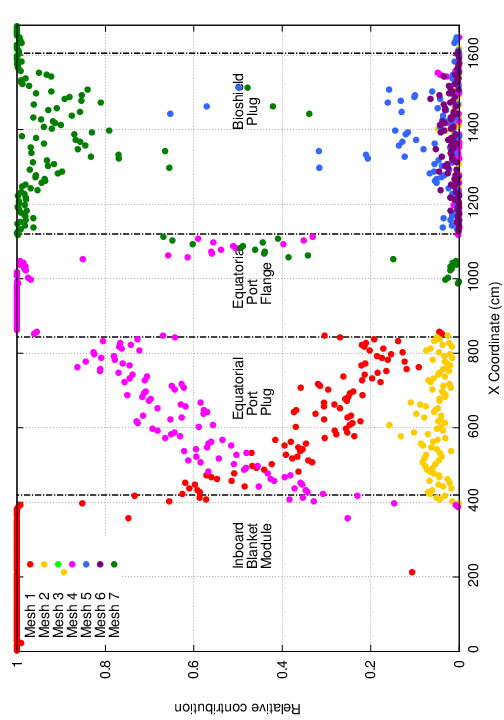 Relative contribution
1
0.8
0.6
0.4
0.2
0
Mesh 1
Mesh 2
Mesh 3
Mesh 4
Mesh 5
Mesh 6
Mesh 7
Inboard
Blanket
Module
Equatorial
Port
Plug
Equatorial
Port
Flange
Bioshield
Plug
0
200
400
600
800
1000
1200
1400
1600
X Coordinate (cm)